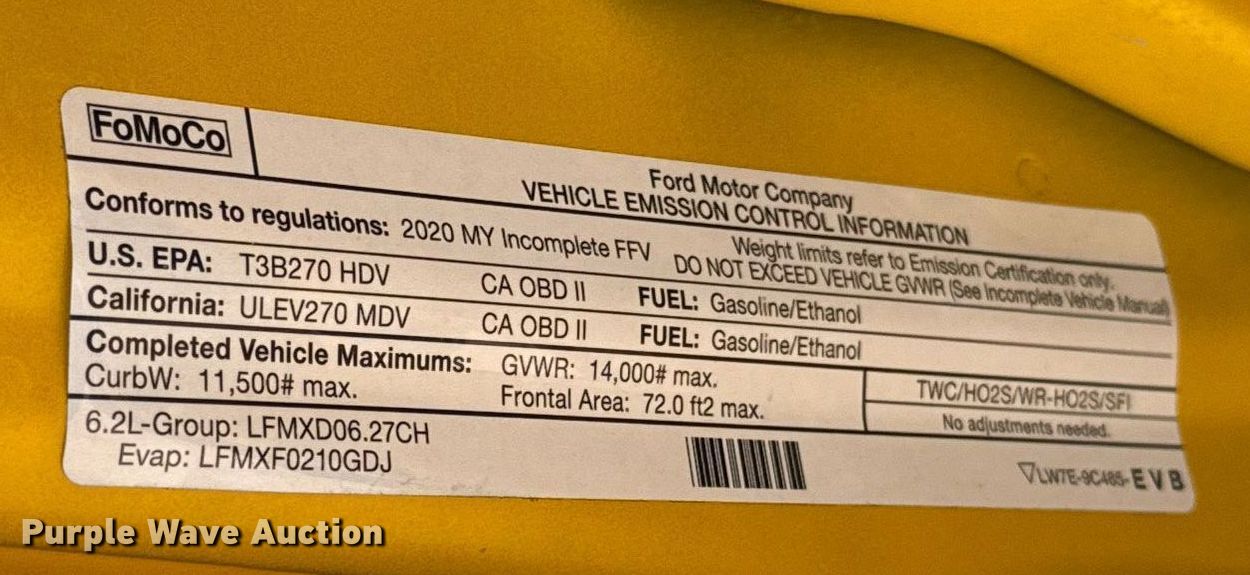 FoMoCo
Ford Motor Company
VEHICLE EMISSION CONTROL INFORMATION
Conforms to regulations: 2020 MY Incomplete FFV
Weight limits refer to Emission Certification only.
DO NOT EXCEED VEHICLE GVWR (See Incomplete Vehicle Manual)
U.S. EPA: T3B270 HDV CA OBD II FUEL: Gasoline/Ethanol
California: ULEV270 MDV CA OBD II FUEL: Gasoline/Ethanol
Completed Vehicle Maximums: GVWR: 14,000# max.
CurbW: 11,500# max. Frontal Area: 72.0 ft2 max.
TWC/HO2S/WR-HO2S/SFI
No adjustments needed.
6.2L-Group: LFMXD06.27CH
Evap: LFMXF0210GDJ
LW7E-9C485-EVB
Purple Wave Auction